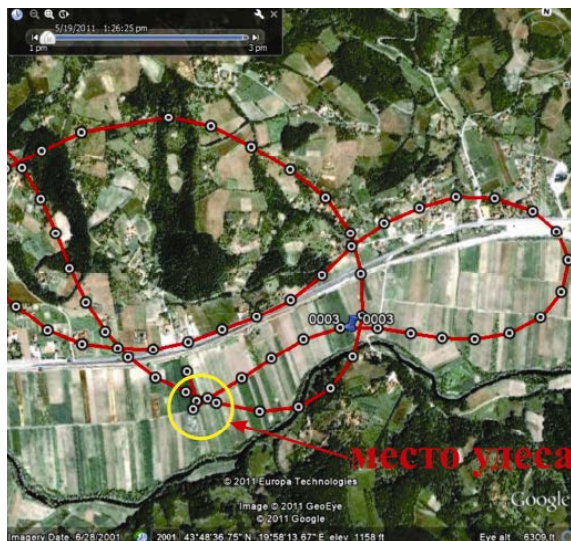 N
5/19/2011 1:26:25 pm
1 pm 3 pm
0003 0003
место удеса
© 2011 Europa Technologies
Image © 2011 GeoEye
© 2011 Google
Google
Imagery Date: 6/28/2001 2001 43°48'36.75" N 19°58'13.67" E elev 1158 ft Eye alt 6309 ft